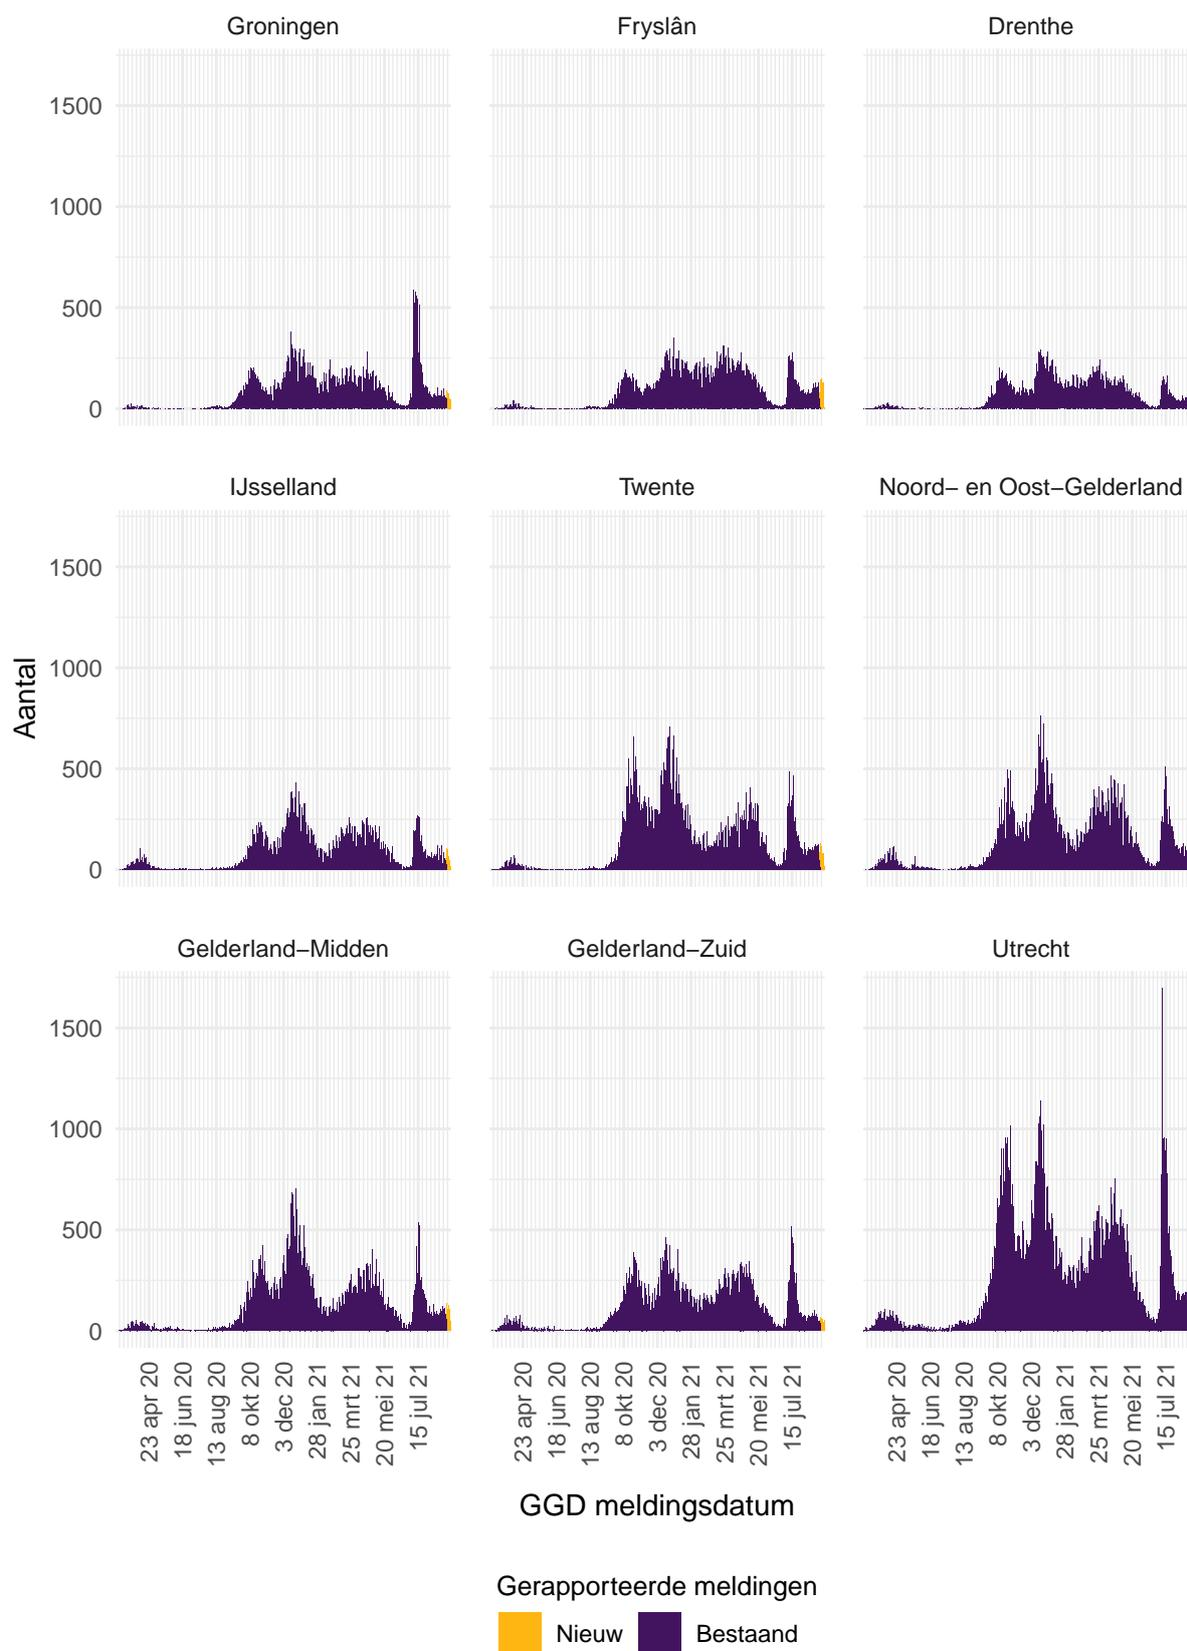 Groningen Fryslân Drenthe
1500
1000
500
0
IJsselland Twente Noord– en Oost–Gelderland
1500
1000
500
0
Aantal
Gelderland–Midden Gelderland–Zuid Utrecht
1500
1000
500
0
23 apr 20 18 jun 20 13 aug 20 8 okt 20 3 dec 20 28 jan 21 25 mrt 21 20 mei 21 15 jul 21
23 apr 20 18 jun 20 13 aug 20 8 okt 20 3 dec 20 28 jan 21 25 mrt 21 20 mei 21 15 jul 21
23 apr 20 18 jun 20 13 aug 20 8 okt 20 3 dec 20 28 jan 21 25 mrt 21 20 mei 21 15 jul 21
GGD meldingsdatum
Gerapporteerde meldingen
Nieuw Bestaand